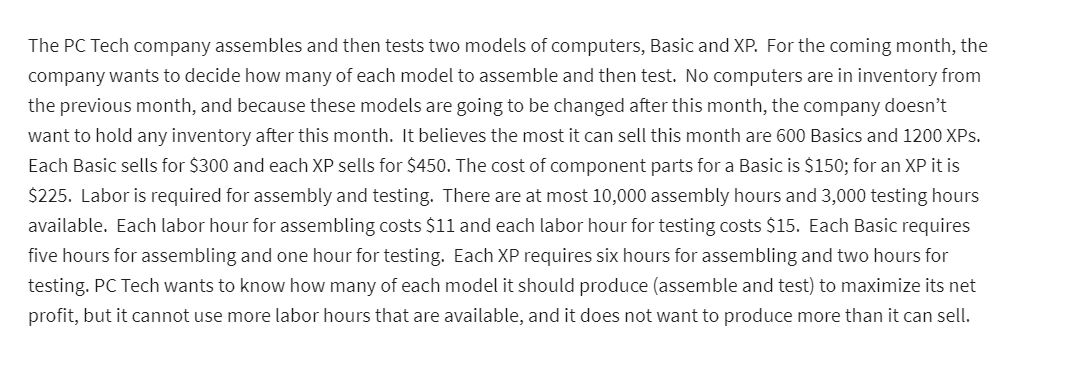 The PC Tech company assembles and then tests two models of computers, Basic and XP.  For the coming month, the
company wants to decide how many of each model to assemble and then test.  No computers are in inventory from
the previous month, and because these models are going to be changed after this month, the company doesn’t
want to hold any inventory after this month.  It believes the most it can sell this month are 600 Basics and 1200 XPs.
Each Basic sells for $300 and each XP sells for $450. The cost of component parts for a Basic is $150; for an XP it is
$225.  Labor is required for assembly and testing.  There are at most 10,000 assembly hours and 3,000 testing hours
available.  Each labor hour for assembling costs $11 and each labor hour for testing costs $15.  Each Basic requires
five hours for assembling and one hour for testing.  Each XP requires six hours for assembling and two hours for
testing. PC Tech wants to know how many of each model it should produce (assemble and test) to maximize its net
profit, but it cannot use more labor hours that are available, and it does not want to produce more than it can sell.